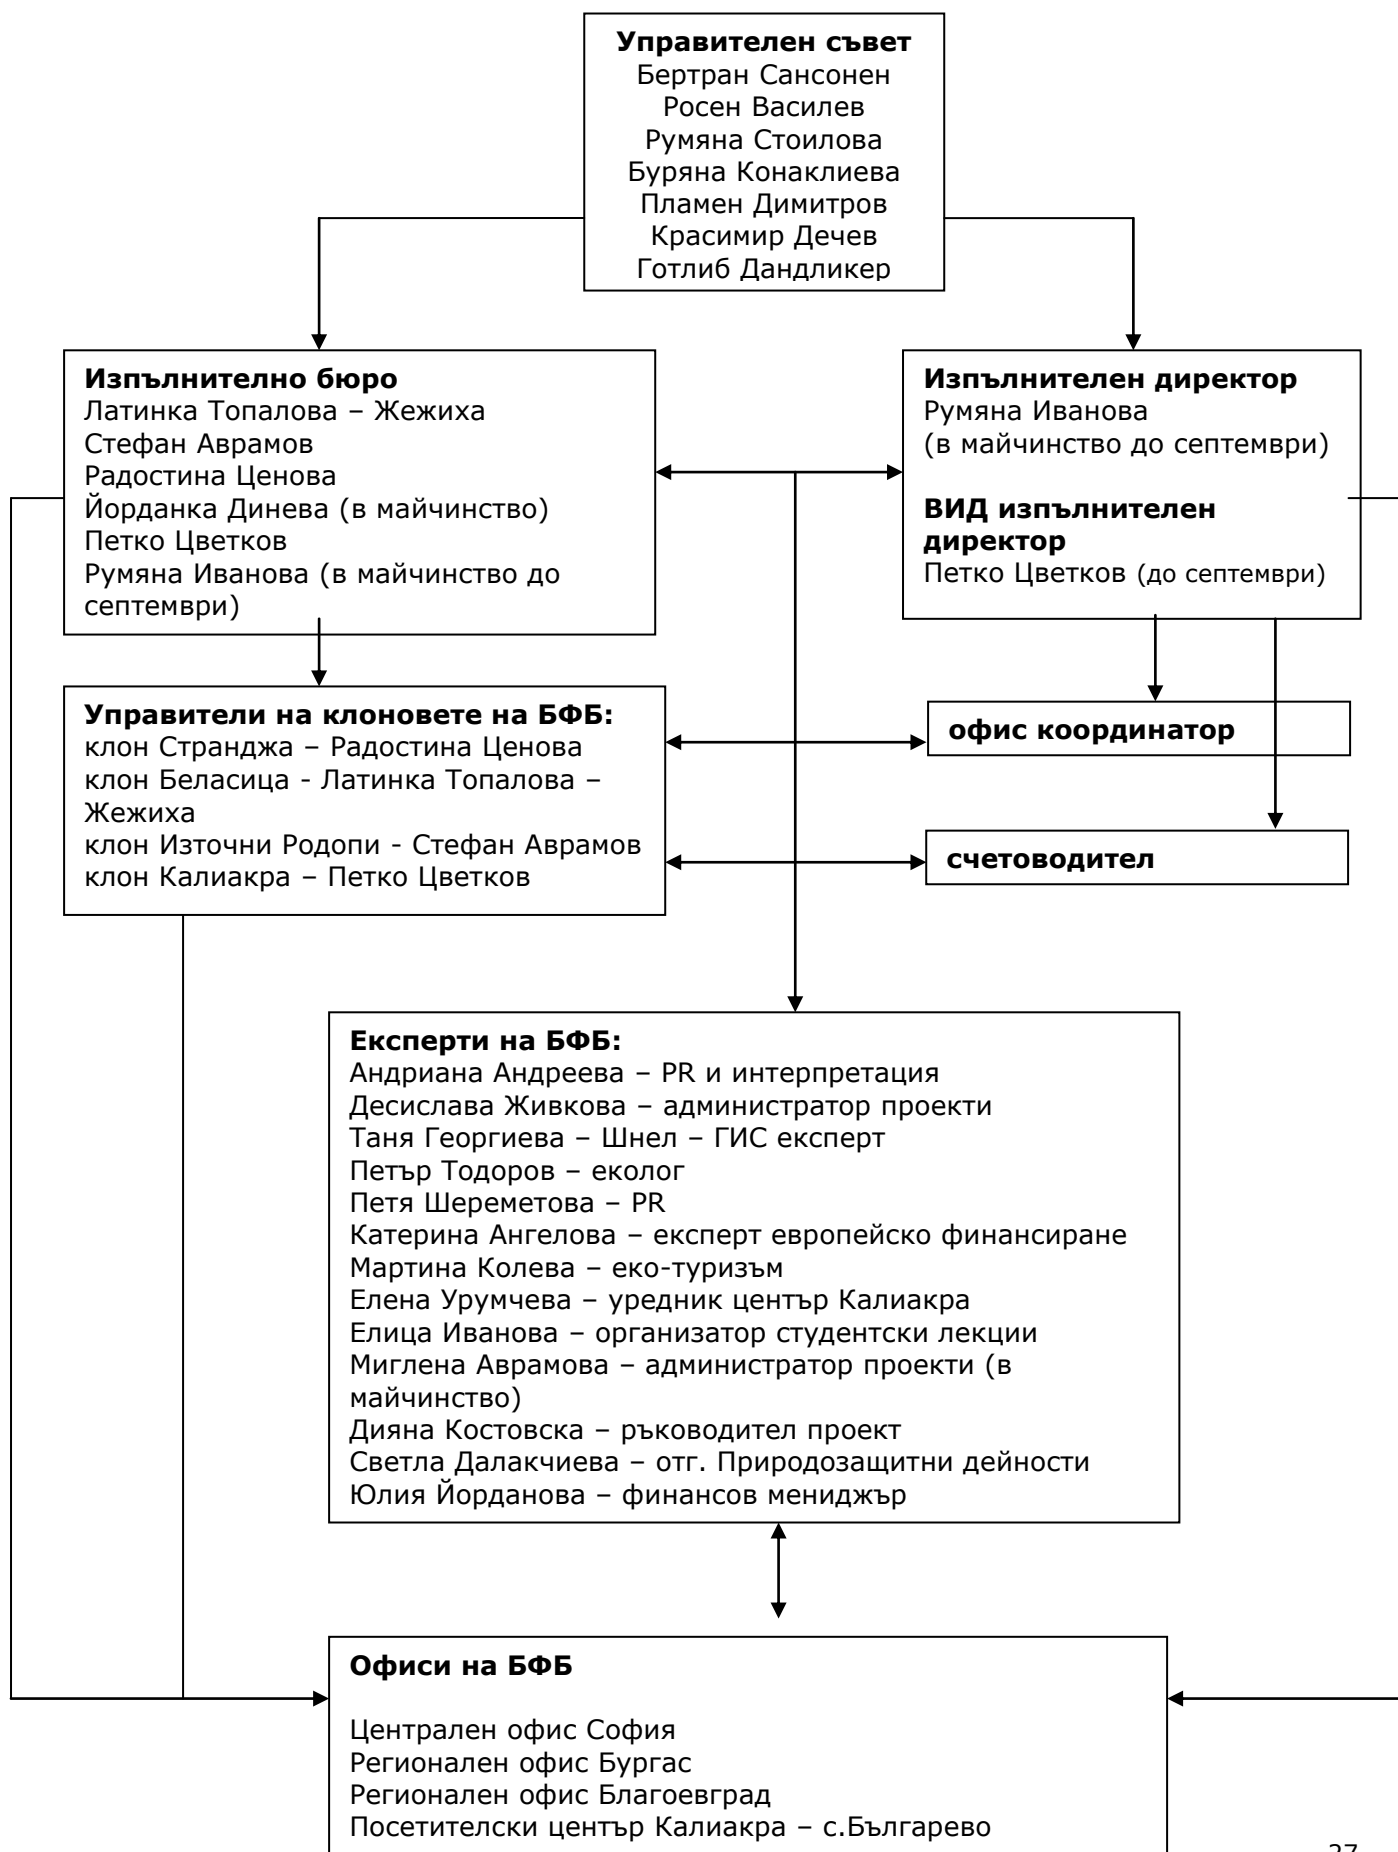 Управителен съвет
Бертран Сансонен
Росен Василев
Румяна Стоилова
Буряна Конаклиева
Пламен Димитров
Красимир Дечев
Готлиб Дандликер
Изпълнително бюро
Латинка Топалова – Жежиха
Стефан Аврамов
Радостина Ценова
Йорданка Динева (в майчинство)
Петко Цветков
Румяна Иванова (в майчинство до
септември)
Изпълнителен директор
Румяна Иванова
(в майчинство до септември)
ВИД изпълнителен
директор
Петко Цветков (до септември)
Управители на клоновете на БФБ:
клон Странджа – Радостина Ценова
клон Беласица - Латинка Топалова –
Жежиха
клон Източни Родопи - Стефан Аврамов
клон Калиакра – Петко Цветков
офис координатор
счетоводител
Експерти на БФБ:
Андриана Андреева – PR и интерпретация
Десислава Живкова – администратор проекти
Таня Георгиева – Шнел – ГИС експерт
Петър Тодоров – еколог
Петя Шереметова – PR
Катерина Ангелова – експерт европейско финансиране
Мартина Колева – еко-туризъм
Елена Урумчева – уредник център Калиакра
Елица Иванова – организатор студентски лекции
Миглена Аврамова – администратор проекти (в
майчинство)
Дияна Костовска – ръководител проект
Светла Далакчиева – отг. Природозащитни дейности
Юлия Йорданова – финансов мениджър
Офиси на БФБ
Централен офис София
Регионален офис Бургас
Регионален офис Благоевград
Посетителски център Калиакра – с.Българево
27